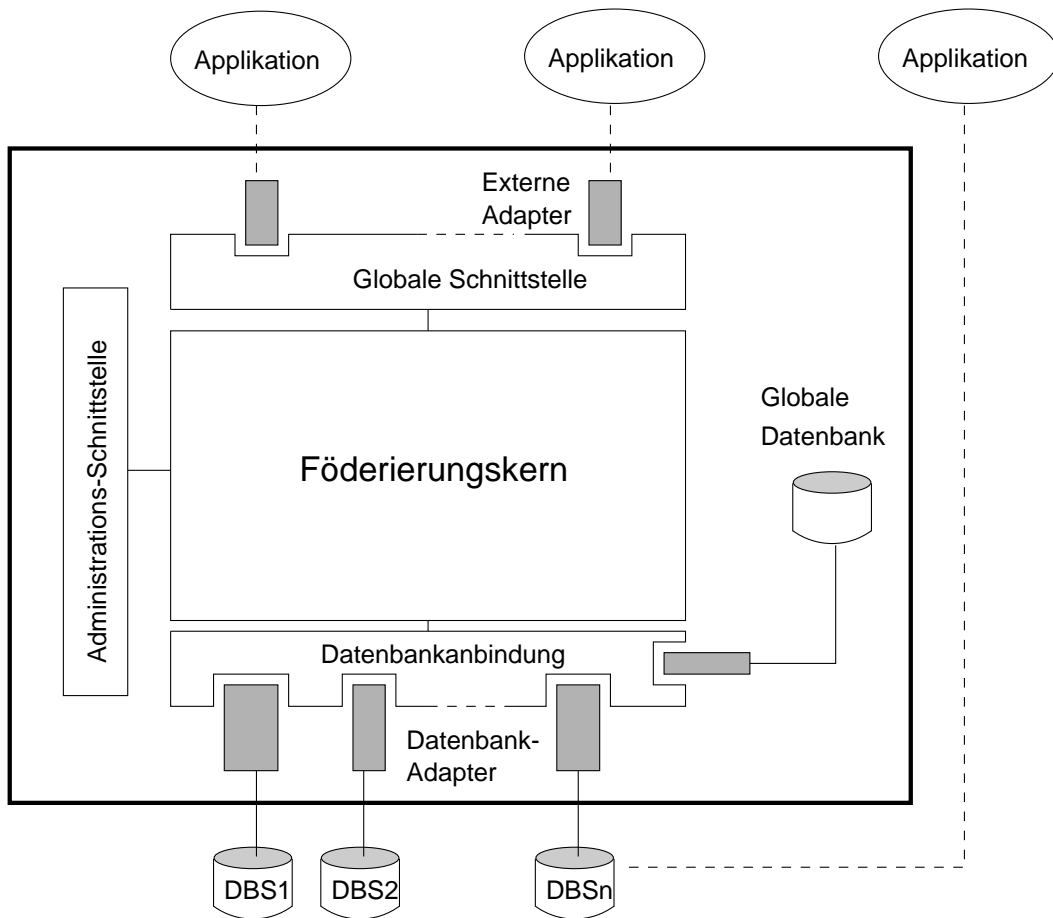 Applikation
Applikation
Applikation
Externe
Adapter
Globale Schnittstelle
Administrations-Schnittstelle
Föderierungskern
Globale
Datenbank
Datenbankanbindung
Datenbank-
Adapter
DBS1
DBS2
DBSn